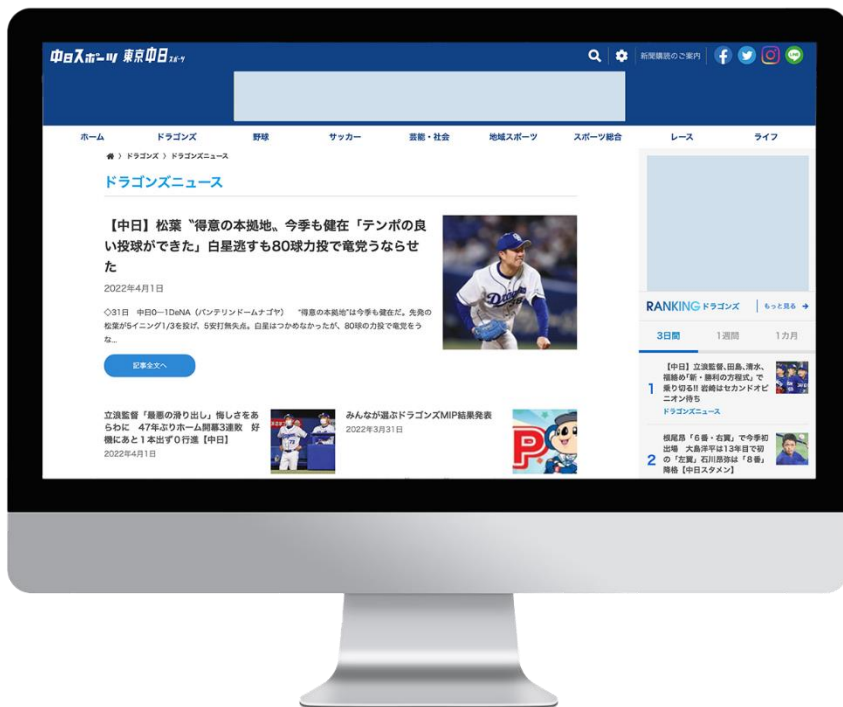 中日スポーツ 東京中日スポーツ
新聞購読のご案内
ホーム ドラゴンズ 野球 サッカー 芸能・社会 地域スポーツ スポーツ総合 レース ライフ
ドラゴンズ 〉 ドラゴンズニュース
ドラゴンズニュース
【中日】松葉〝得意の本拠地〟今季も健在「テンポの良
い投球ができた」白星逃すも80球力投で竜党うならせ
た
2022年4月1日
◇31日 中日0―1DeNA（バンテリンドームナゴヤ） “得意の本拠地”は今季も健在だ。先発の
松葉が5イニング1/3を投げ、5安打無失点。白星はつかめなかったが、80球の力投で竜党をう
な...
記事全文へ
立浪監督「最悪の滑り出し」悔しさをあ
らわに 47年ぶりホーム開幕3連敗 好
機にあと１本出ず０行進【中日】
2022年4月1日
みんなが選ぶドラゴンズMIP結果発表
2022年3月31日
P.
Dragons
RANKING ドラゴンズ もっと見る
3日間 1週間 1カ月
1
【中日】立浪監督､田島､清水、
福絡め｢新・勝利の方程式」で
乗り切る!! 岩嵜はセカンドオピ
ニオン待ち
ドラゴンズニュース
2
根尾昂「６番・右翼」で今季初
出場 大島洋平は13年目で初
の「左翼」石川昂弥は「８番」
降格【中日スタメン】